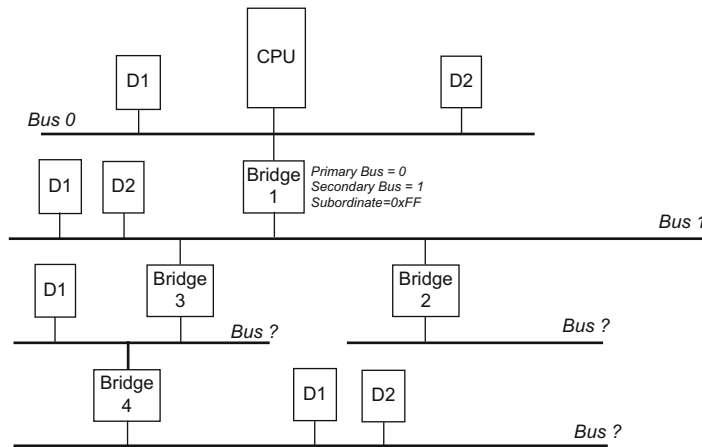 CPU
D1
D2
Bus 0
D1
D2
Bridge
1
Primary Bus = 0
Secondary Bus = 1
Subordinate=0xFF
Bus 1
D1
Bridge
3
Bridge
2
Bus ?
Bus ?
Bridge
4
D1
D2
Bus ?